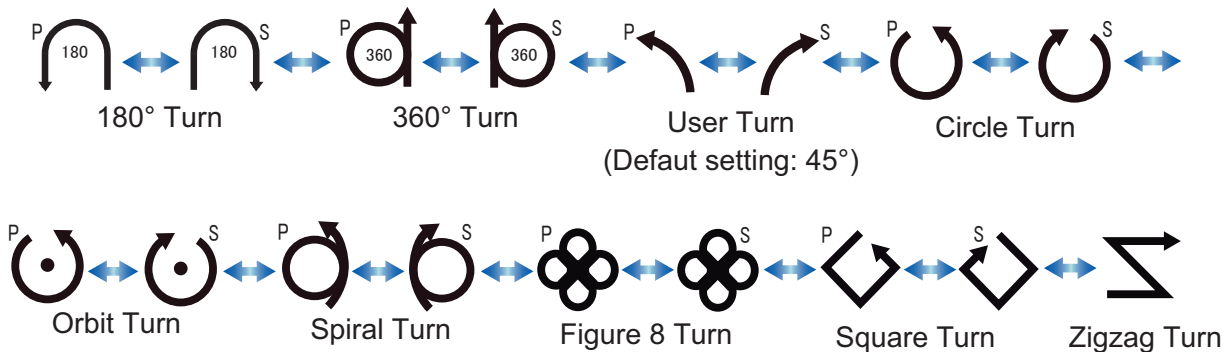 P 180 180 S P 360 S 360 P S P S
180° Turn 360° Turn User Turn Circle Turn
(Defaut setting: 45°)
P S P S P S P S
Orbit Turn Spiral Turn Figure 8 Turn Square Turn Zigzag Turn